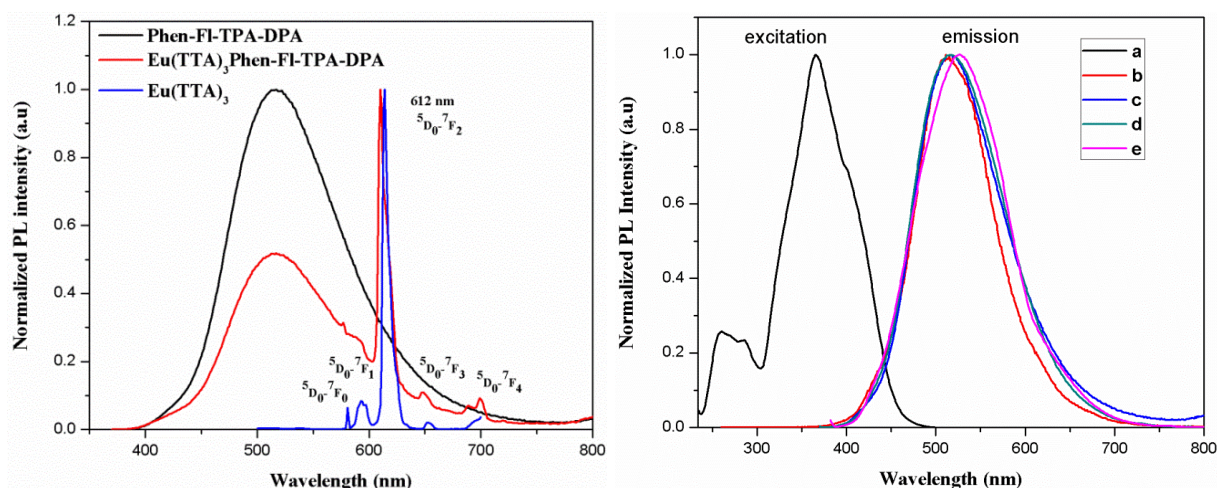 Phen-Fl-TPA-DPA
Eu(TTA)₃Phen-Fl-TPA-DPA
Eu(TTA)₃
612 nm
⁵D₀-⁷F₂
⁵D₀-⁷F₁
⁵D₀-⁷F₀
⁵D₀-⁷F₃
⁵D₀-⁷F₄
Normalized PL intensity (a.u)
1.2
1.0
0.8
0.6
0.4
0.2
0.0
400
500
600
700
800
Wavelength (nm)
excitation
emission
a
b
c
d
e
Normalized PL Intensity (a.u)
1.0
0.8
0.6
0.4
0.2
0.0
300
400
500
600
700
800
Wavelength (nm)